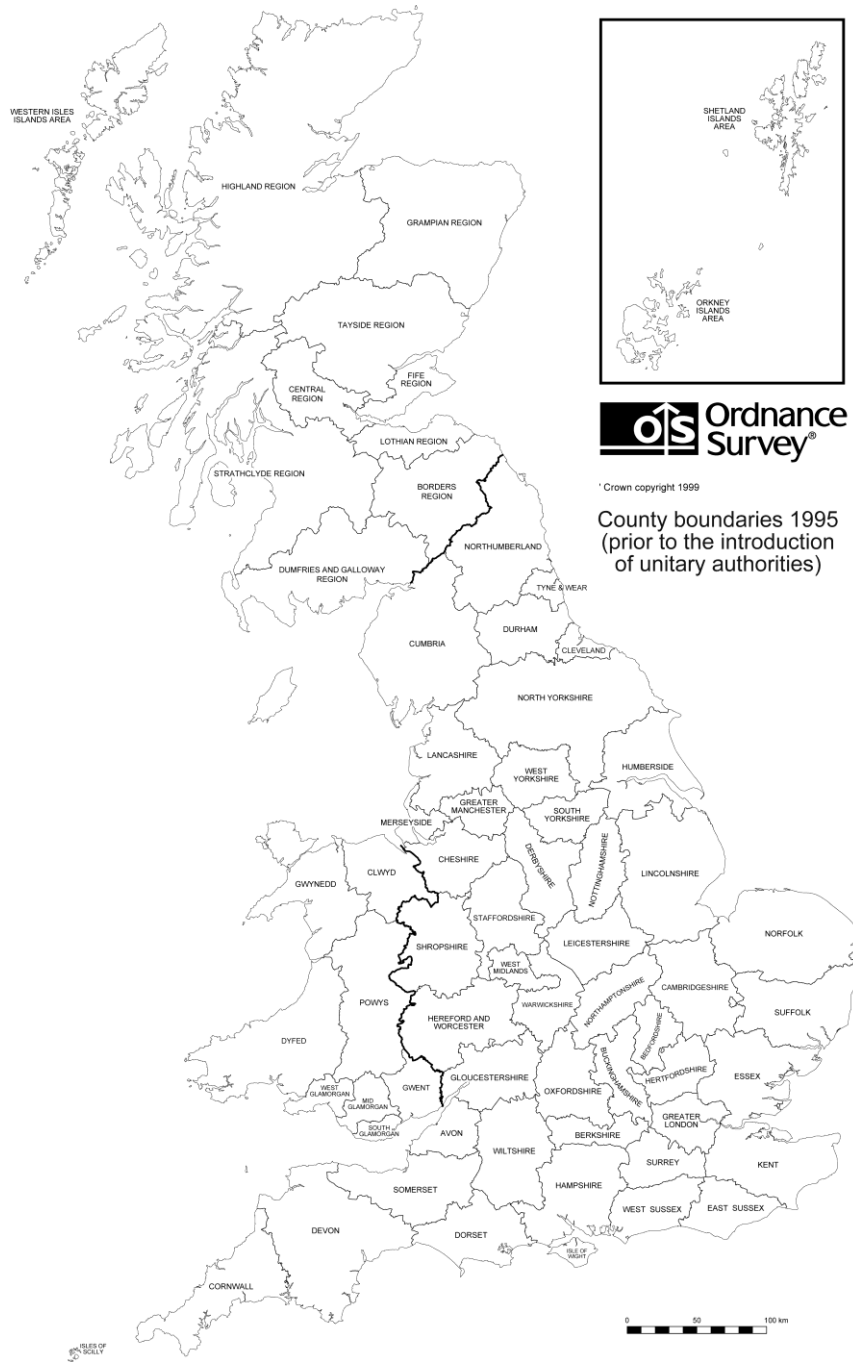 WESTERN ISLES
ISLANDS AREA
SHETLAND
ISLANDS
AREA
HIGHLAND REGION
GRAMPIAN REGION
ORKNEY
ISLANDS
AREA
TAYSIDE REGION
FIFE
REGION
CENTRAL
REGION
OS Ordnance
Survey®
LOTHIAN REGION
STRATHCLYDE REGION
BORDERS
REGION
' Crown copyright 1999
County boundaries 1995
(prior to the introduction
of unitary authorities)
NORTHUMBERLAND
DUMFRIES AND GALLOWAY
REGION
TYNE & WEAR
DURHAM
CUMBRIA
CLEVELAND
NORTH YORKSHIRE
LANCASHIRE
WEST
YORKSHIRE
HUMBERSIDE
GREATER
MANCHESTER
SOUTH
YORKSHIRE
MERSEYSIDE
CHESHIRE
DERBYSHIRE
NOTTINGHAMSHIRE
LINCOLNSHIRE
CLWYD
GWYNEDD
STAFFORDSHIRE
NORFOLK
SHROPSHIRE
LEICESTERSHIRE
WEST
MIDLANDS
CAMBRIDGESHIRE
POWYS
WARWICKSHIRE
NORTHAMPTONSHIRE
SUFFOLK
HEREFORD AND
WORCESTER
BEDFORDSHIRE
DYFED
BUCKINGHAMSHIRE
HERTFORDSHIRE
ESSEX
WEST
GLAMORGAN
MID
GLAMORGAN
GWENT
GLOUCESTERSHIRE
OXFORDSHIRE
SOUTH
GLAMORGAN
AVON
GREATER
LONDON
BERKSHIRE
WILTSHIRE
SURREY
KENT
SOMERSET
HAMPSHIRE
WEST SUSSEX
EAST SUSSEX
DEVON
DORSET
ISLE OF
WIGHT
CORNWALL
ISLES OF
SCILLY
0 50 100 km